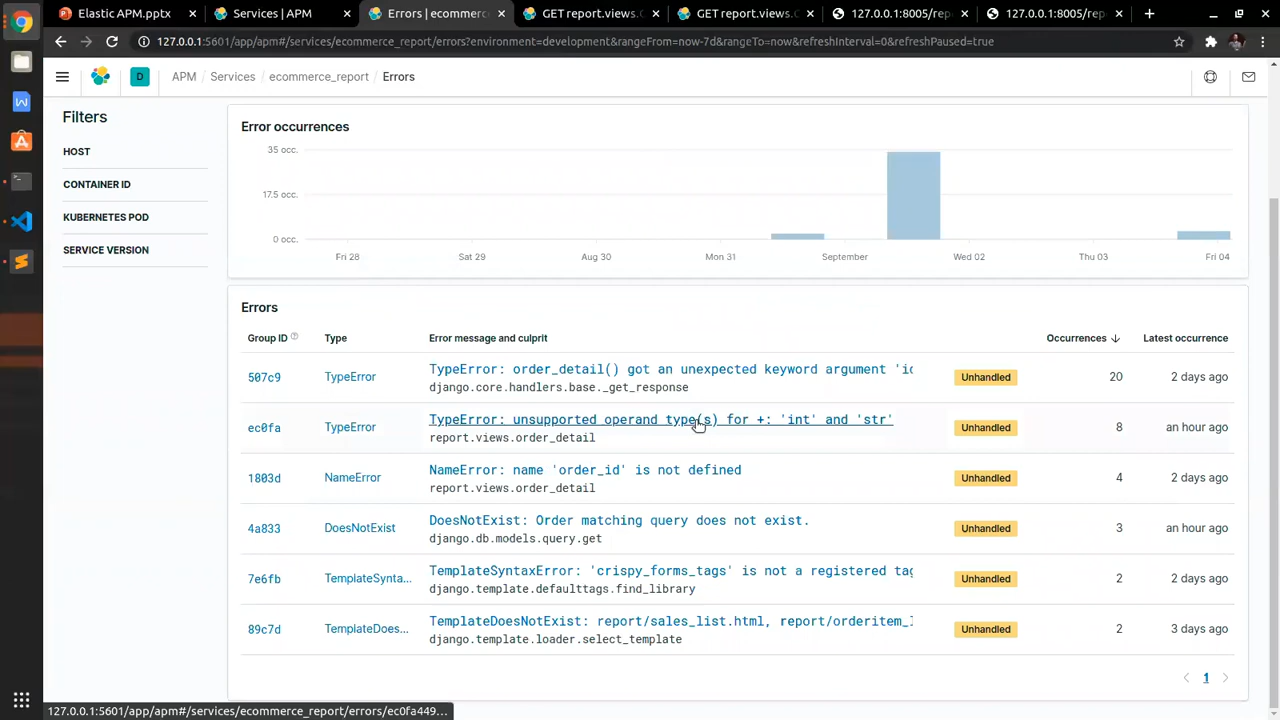 Elastic APM.pptx
Services | APM
Errors | ecommerc
GET report.views.O
GET report.views.O
127.0.0.1:8005/rep
127.0.0.1:8005/rep
127.0.0.1:5601/app/apm#/services/ecommerce_report/errors?environment=development&rangeFrom=now-7d&rangeTo=now&refreshInterval=0&refreshPaused=true
D APM / Services / ecommerce_report / Errors
Filters
HOST
CONTAINER ID
KUBERNETES POD
SERVICE VERSION
Error occurrences
35 occ.
17.5 occ.
0 occ.
Fri 28 Sat 29 Aug 30 Mon 31 September Wed 02 Thu 03 Fri 04
Errors
Group ID Type Error message and culprit Occurrences Latest occurrence
507c9 TypeError TypeError: order_detail() got an unexpected keyword argument 'id Unhandled 20 2 days ago
django.core.handlers.base._get_response
ec0fa TypeError TypeError: unsupported operand type(s) for +: 'int' and 'str' Unhandled 8 an hour ago
report.views.order_detail
1803d NameError NameError: name 'order_id' is not defined Unhandled 4 2 days ago
report.views.order_detail
4a833 DoesNotExist DoesNotExist: Order matching query does not exist. Unhandled 3 an hour ago
django.db.models.query.get
7e6fb TemplateSynta... TemplateSyntaxError: 'crispy_forms_tags' is not a registered tag Unhandled 2 2 days ago
django.template.defaulttags.find_library
89c7d TemplateDoes... TemplateDoesNotExist: report/sales_list.html, report/orderitem_l Unhandled 2 3 days ago
django.template.loader.select_template
1
127.0.0.1:5601/app/apm#/services/ecommerce_report/errors/ec0fa449...